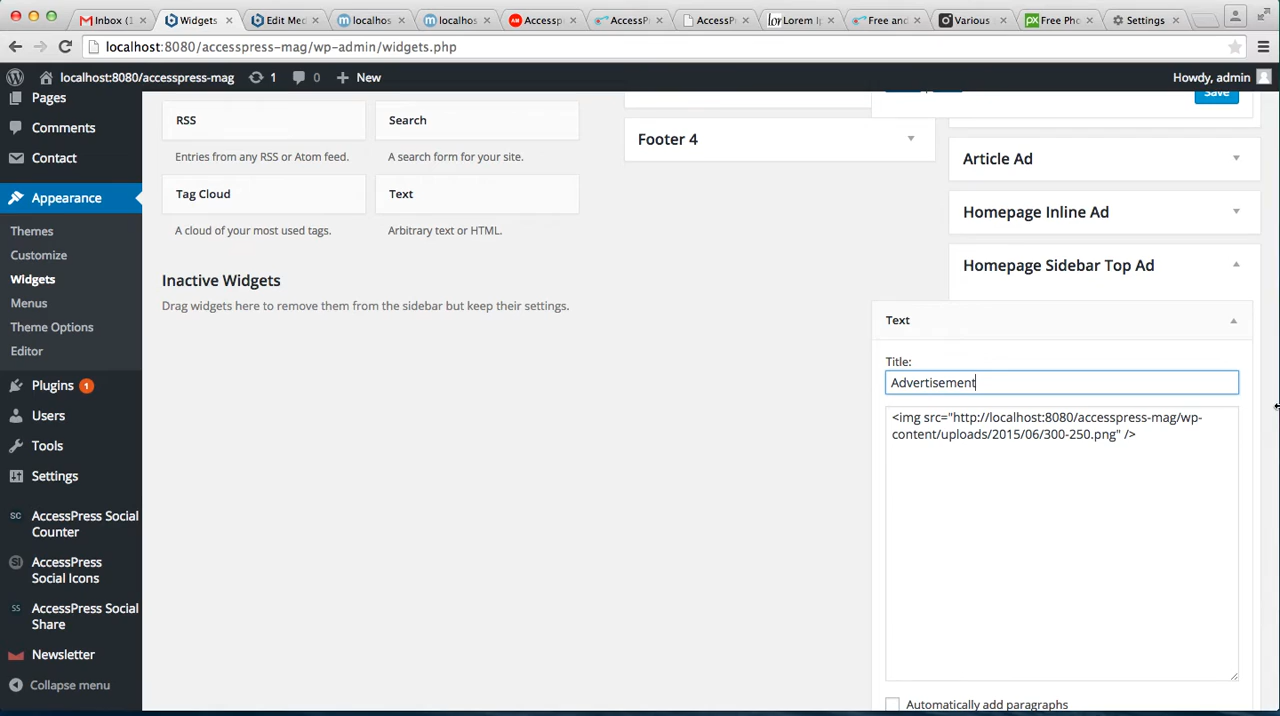 Inbox (1
Widgets
Edit Med
localhos
localhos
Accessp
AccessP
AccessP
Lorem I
Free and
Various
Free Pho
Settings
localhost:8080/accesspress-mag/wp-admin/widgets.php
localhost:8080/accesspress-mag 1 0 New Howdy, admin
Pages
Comments
Contact
Appearance
Themes
Customize
Widgets
Menus
Theme Options
Editor
Plugins 1
Users
Tools
Settings
SC AccessPress Social
Counter
SI AccessPress
Social Icons
SS AccessPress Social
Share
Newsletter
Collapse menu
RSS
Entries from any RSS or Atom feed.
Search
A search form for your site.
Tag Cloud
A cloud of your most used tags.
Text
Arbitrary text or HTML.
Inactive Widgets
Drag widgets here to remove them from the sidebar but keep their settings.
Footer 4
Save
Article Ad
Homepage Inline Ad
Homepage Sidebar Top Ad
Text
Title:
Advertisement
<img src="http://localhost:8080/accesspress-mag/wp-
content/uploads/2015/06/300-250.png" />
Automatically add paragraphs